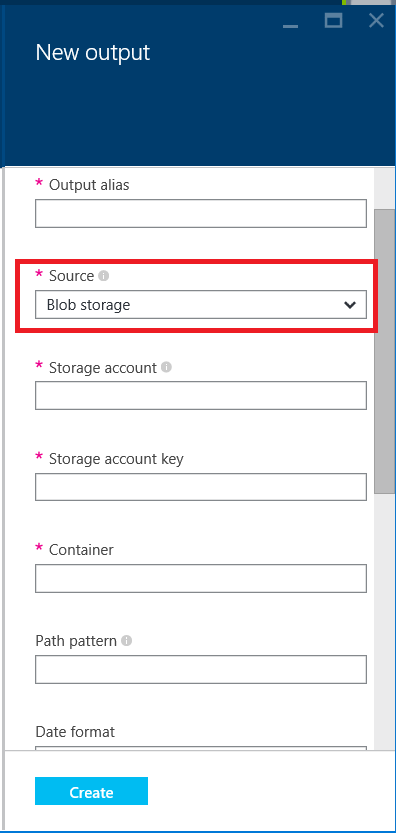 New output
* Output alias
* Source
Blob storage
* Storage account
* Storage account key
* Container
Path pattern
Date format
Create